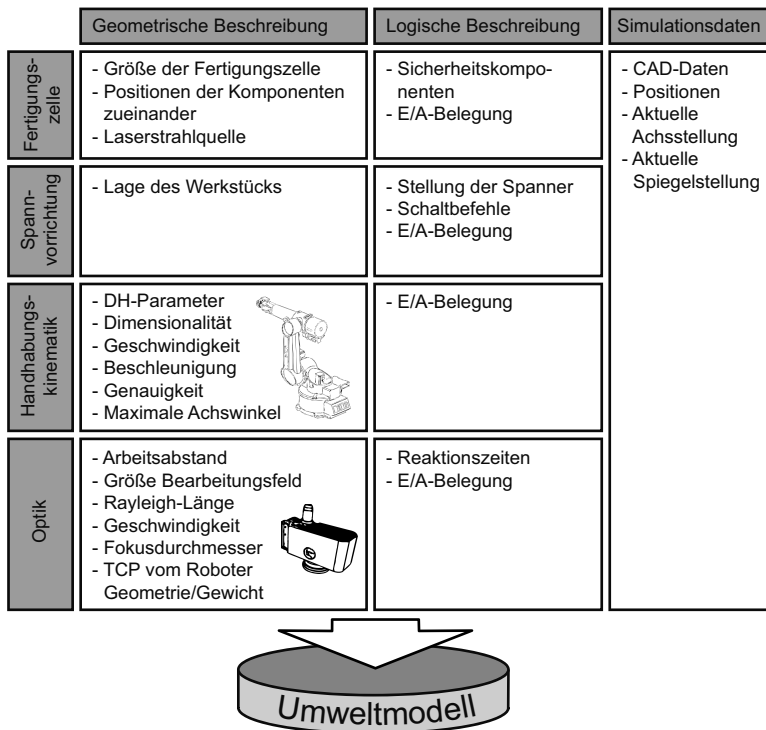 Geometrische Beschreibung
Logische Beschreibung
Simulationsdaten
Fertigungs-
zelle
- Größe der Fertigungszelle
- Positionen der Komponenten
zueinander
- Laserstrahlquelle
- Sicherheitskompo-
nenten
- E/A-Belegung
- CAD-Daten
- Positionen
- Aktuelle
Achsstellung
- Aktuelle
Spiegelstellung
Spann-
vorrichtung
- Lage des Werkstücks
- Stellung der Spanner
- Schaltbefehle
- E/A-Belegung
Handhabungs-
kinematik
- DH-Parameter
- Dimensionalität
- Geschwindigkeit
- Beschleunigung
- Genauigkeit
- Maximale Achswinkel
- E/A-Belegung
Optik
- Arbeitsabstand
- Größe Bearbeitungsfeld
- Rayleigh-Länge
- Geschwindigkeit
- Fokusdurchmesser
- TCP vom Roboter
Geometrie/Gewicht
- Reaktionszeiten
- E/A-Belegung
Umweltmodell